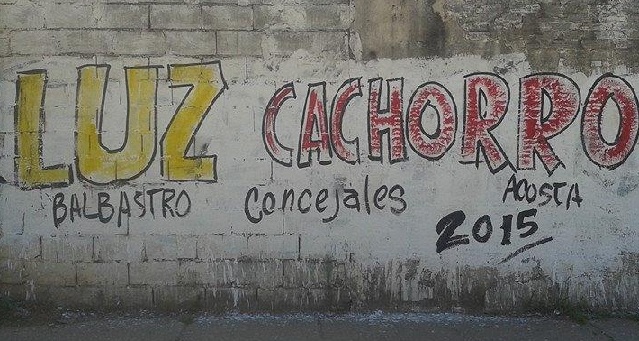 LUZ CACHORRO
BALBASTRO Concejales ACOSTA
2015